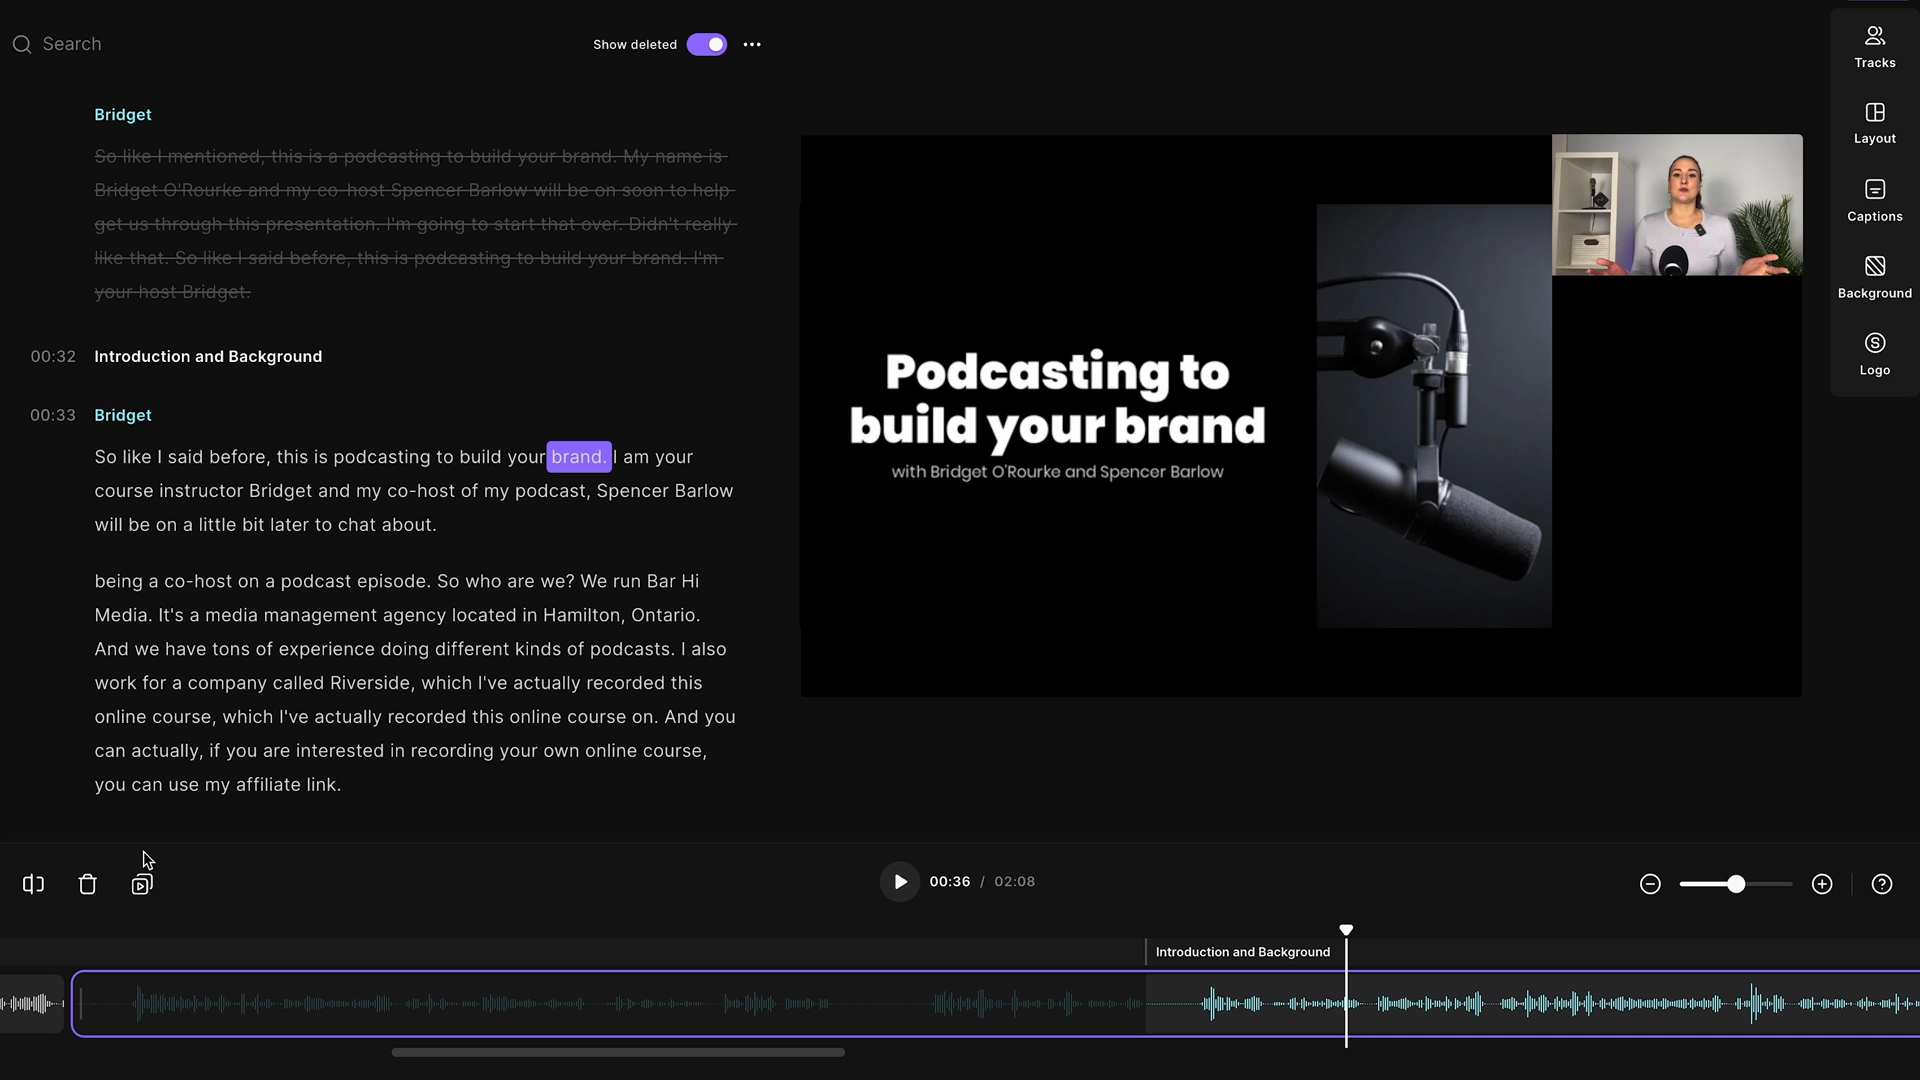 Search
Show deleted
Bridget
So like I mentioned, this is a podcasting to build your brand. My name is
Bridget O'Rourke and my co-host Spencer Barlow will be on soon to help
get us through this presentation. I'm going to start that over. Didn't really
like that. So like I said before, this is podcasting to build your brand. I'm
your host Bridget.
00:32 Introduction and Background
00:33 Bridget
So like I said before, this is podcasting to build your brand. I am your
course instructor Bridget and my co-host of my podcast, Spencer Barlow
will be on a little bit later to chat about.
being a co-host on a podcast episode. So who are we? We run Bar Hi
Media. It's a media management agency located in Hamilton, Ontario.
And we have tons of experience doing different kinds of podcasts. I also
work for a company called Riverside, which I've actually recorded this
online course, which I've actually recorded this online course on. And you
can actually, if you are interested in recording your own online course,
you can use my affiliate link.
Podcasting to
build your brand
with Bridget O'Rourke and Spencer Barlow
Tracks
Layout
Captions
Background
Logo
00:36 / 02:08
Introduction and Background